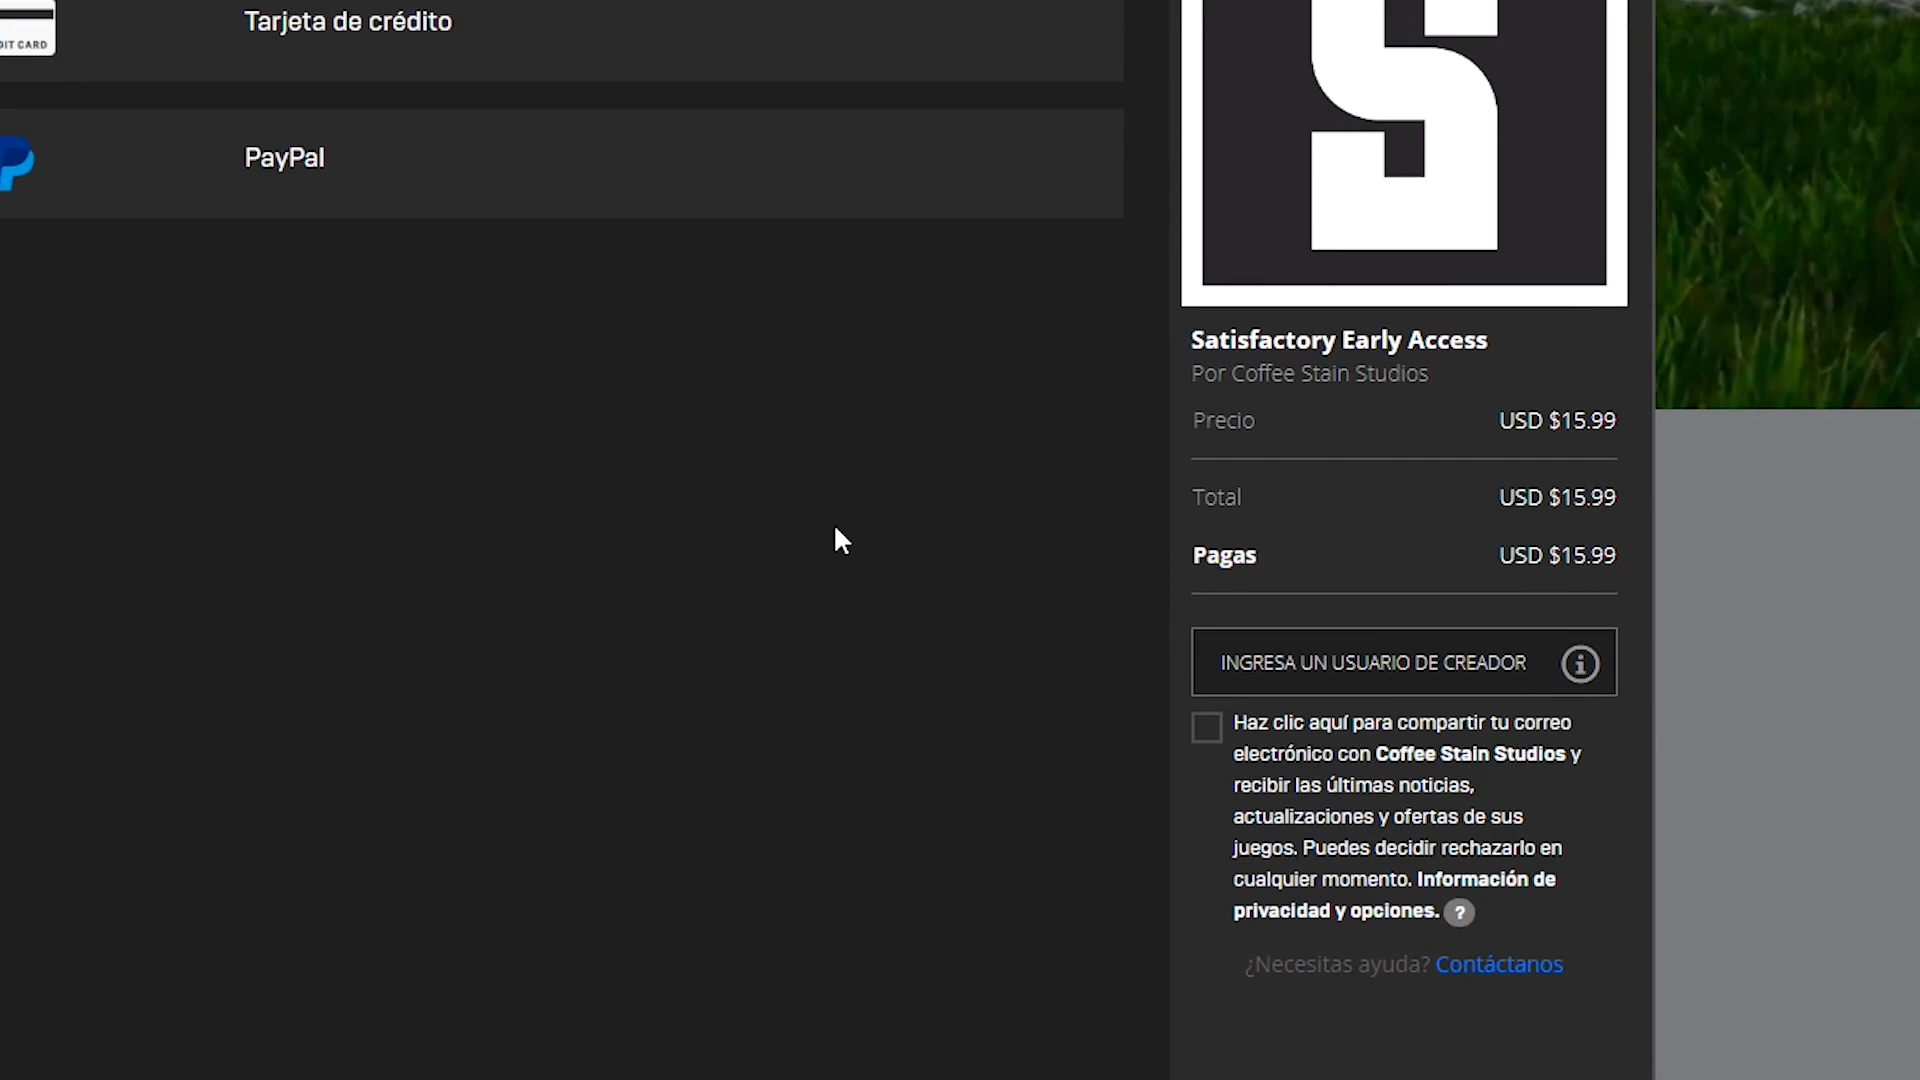 Tarjeta de crédito
DIT CARD
PayPal
S
Satisfactory Early Access
Por Coffee Stain Studios
Precio USD $15.99
Total USD $15.99
Pagas USD $15.99
INGRESA UN USUARIO DE CREADOR
Haz clic aquí para compartir tu correo
electrónico con Coffee Stain Studios y
recibir las últimas noticias,
actualizaciones y ofertas de sus
juegos. Puedes decidir rechazarlo en
cualquier momento. Información de
privacidad y opciones. ?
¿Necesitas ayuda? Contáctanos